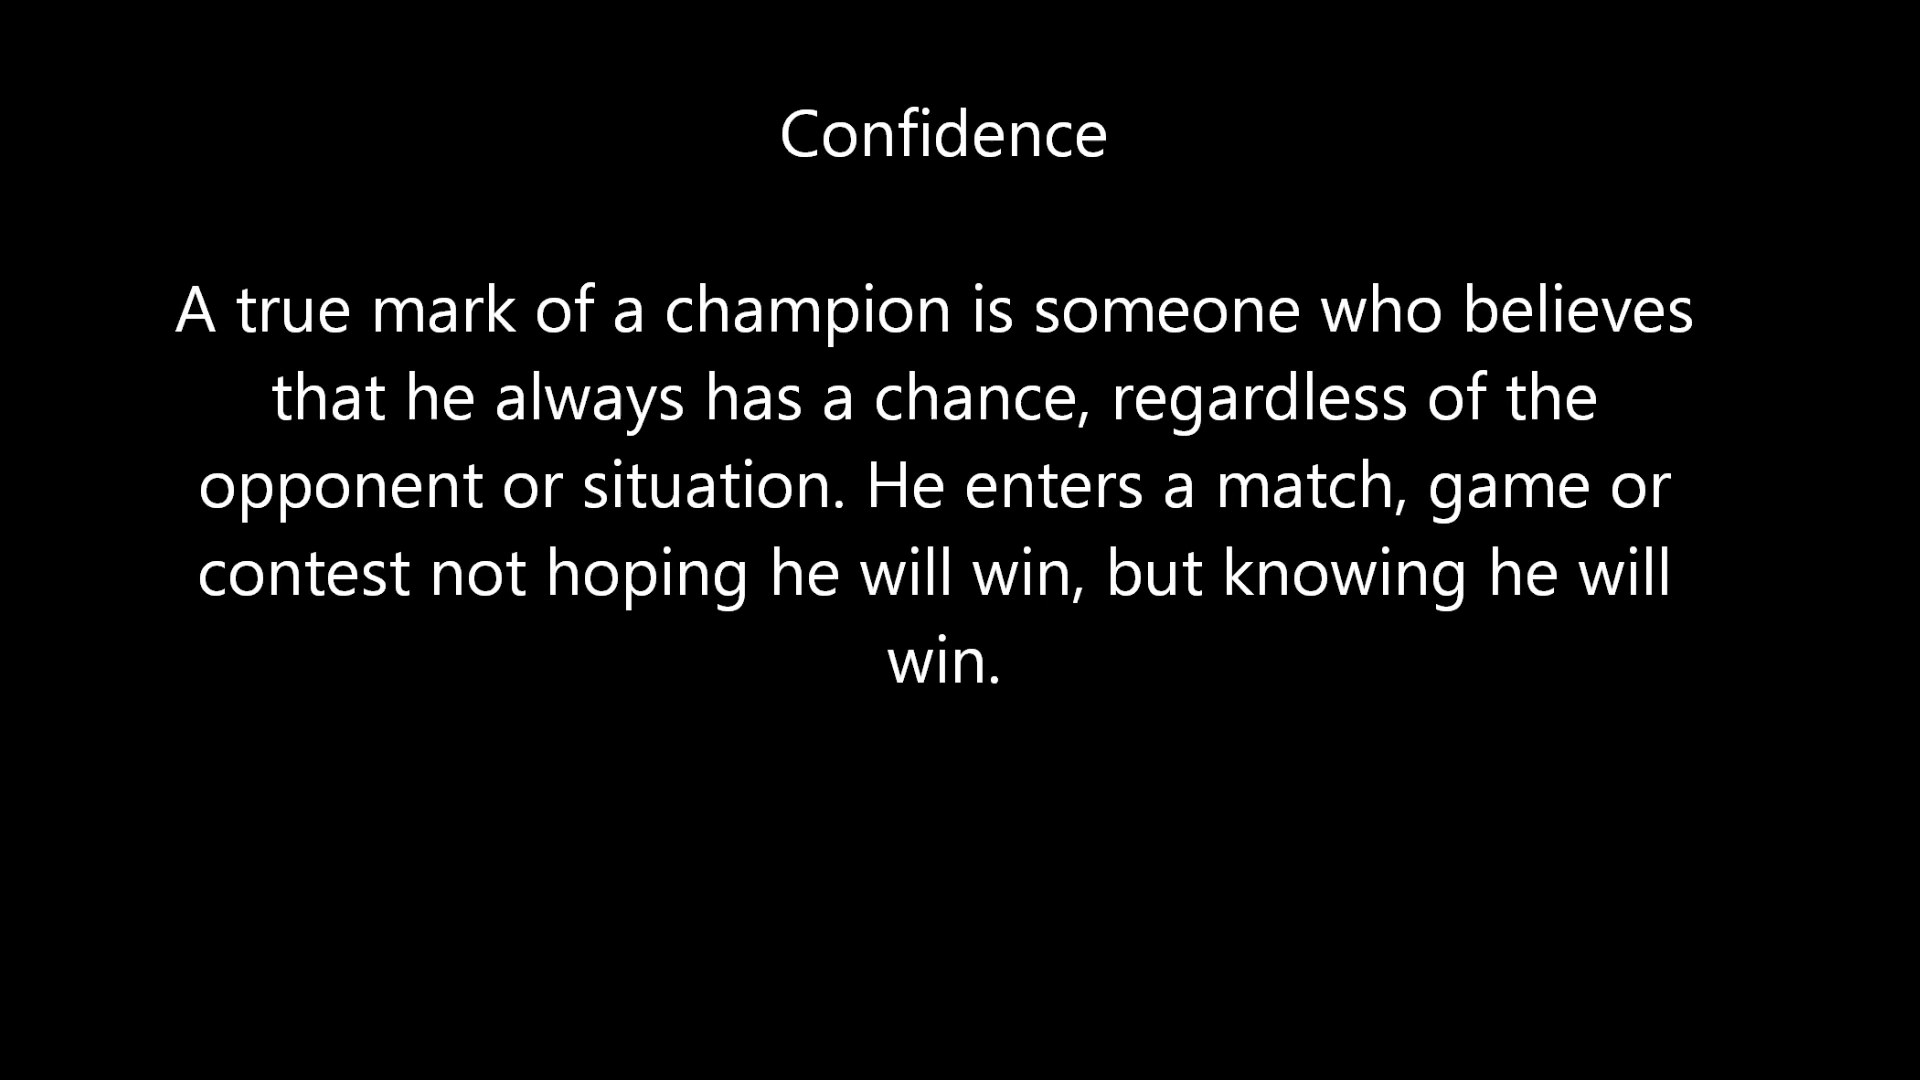 Confidence
A true mark of a champion is someone who believes
that he always has a chance, regardless of the
opponent or situation. He enters a match, game or
contest not hoping he will win, but knowing he will
win.